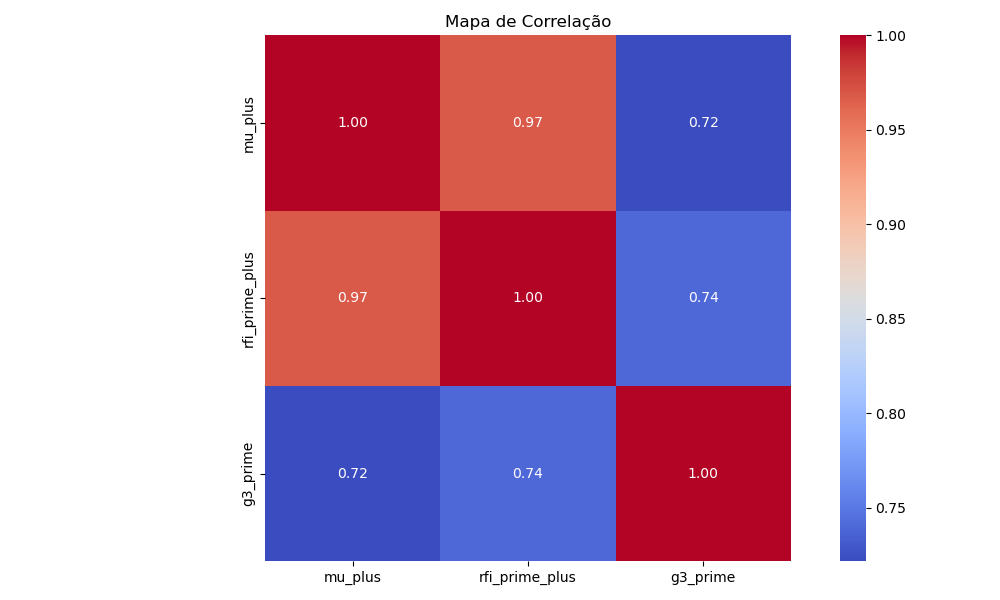 Mapa de Correlação
mu_plus
1.00
0.97
0.72
rfi_prime_plus
0.97
1.00
0.74
g3_prime
0.72
0.74
1.00
mu_plus
rfi_prime_plus
g3_prime
1.00
0.95
0.90
0.85
0.80
0.75